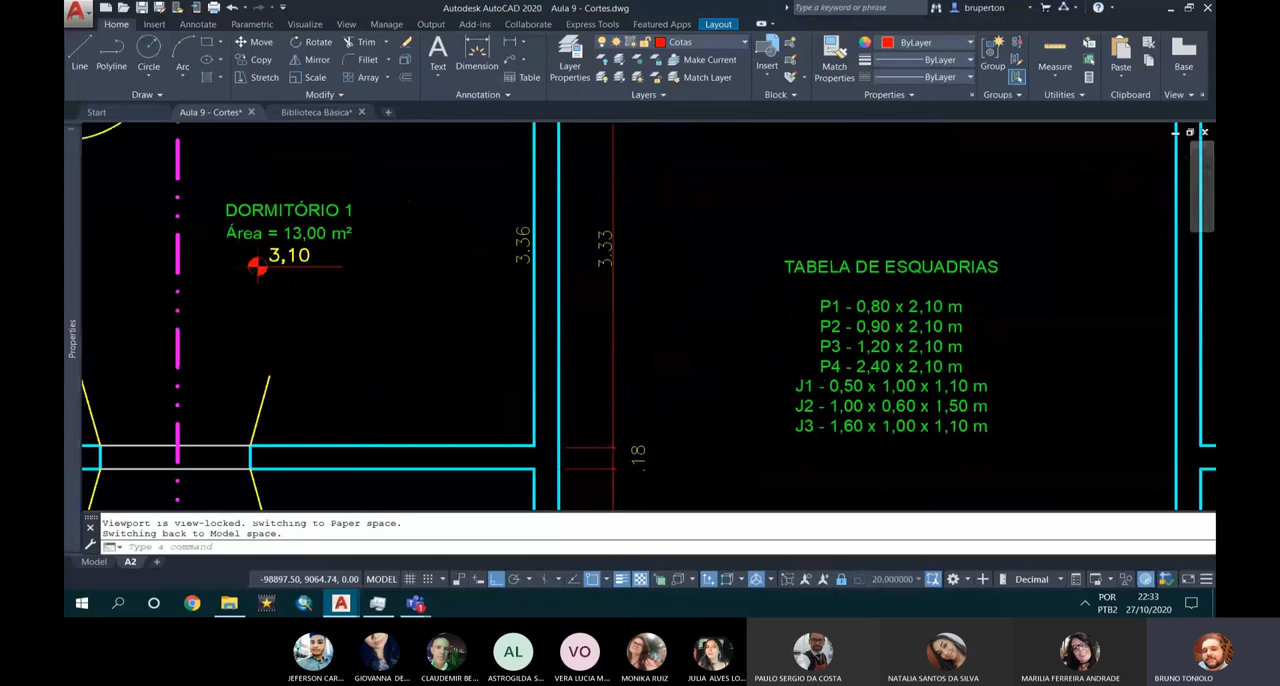 Autodesk AutoCAD 2020 Aula 9 - Cortes.dwg
Type a keyword or phrase
bruperton
Home Insert Annotate Parametric View Manage Output Add-ins Collaborate Express Tools Featured Apps Layout
Line Polyline Circle Arc
Move Rotate Trim
Copy Mirror Fillet
Stretch Scale Array
Text Dimension Table
Layer Properties
Cotas
Make Current
Match Layer
Insert
Match Properties
ByLayer
ByLayer
ByLayer
Group
Measure
Paste
Base
Draw Modify Annotation Layers Block Properties Groups Utilities Clipboard View
Start Aula 9 - Cortes* Biblioteca Básica*
Properties
DORMITÓRIO 1
Área = 13,00 m²
3,10
3.36
3.33
.18
TABELA DE ESQUADRIAS
P1 - 0,80 x 2,10 m
P2 - 0,90 x 2,10 m
P3 - 1,20 x 2,10 m
P4 - 2,40 x 2,10 m
J1 - 0,50 x 1,00 x 1,10 m
J2 - 1,00 x 0,60 x 1,50 m
J3 - 1,60 x 1,00 x 1,10 m
Viewport is view-locked. Switching to Paper space.
Switching back to Model space.
Type a command
Model A2 +
-98897.50, 9064.74, 0.00 MODEL 20.000000 Decimal
POR 22:33
PTB2 27/10/2020
AL VO
JEFERSON CAR... GIOVANNA DE... CLAUDEMIR BE... ASTROGILDA S... VERA LUCIA M... MONIKA RUIZ JULIA ALVES LO... PAULO SERGIO DA COSTA NATALIA SANTOS DA SILVA MARILIA FERREIRA ANDRADE BRUNO TONIOLO